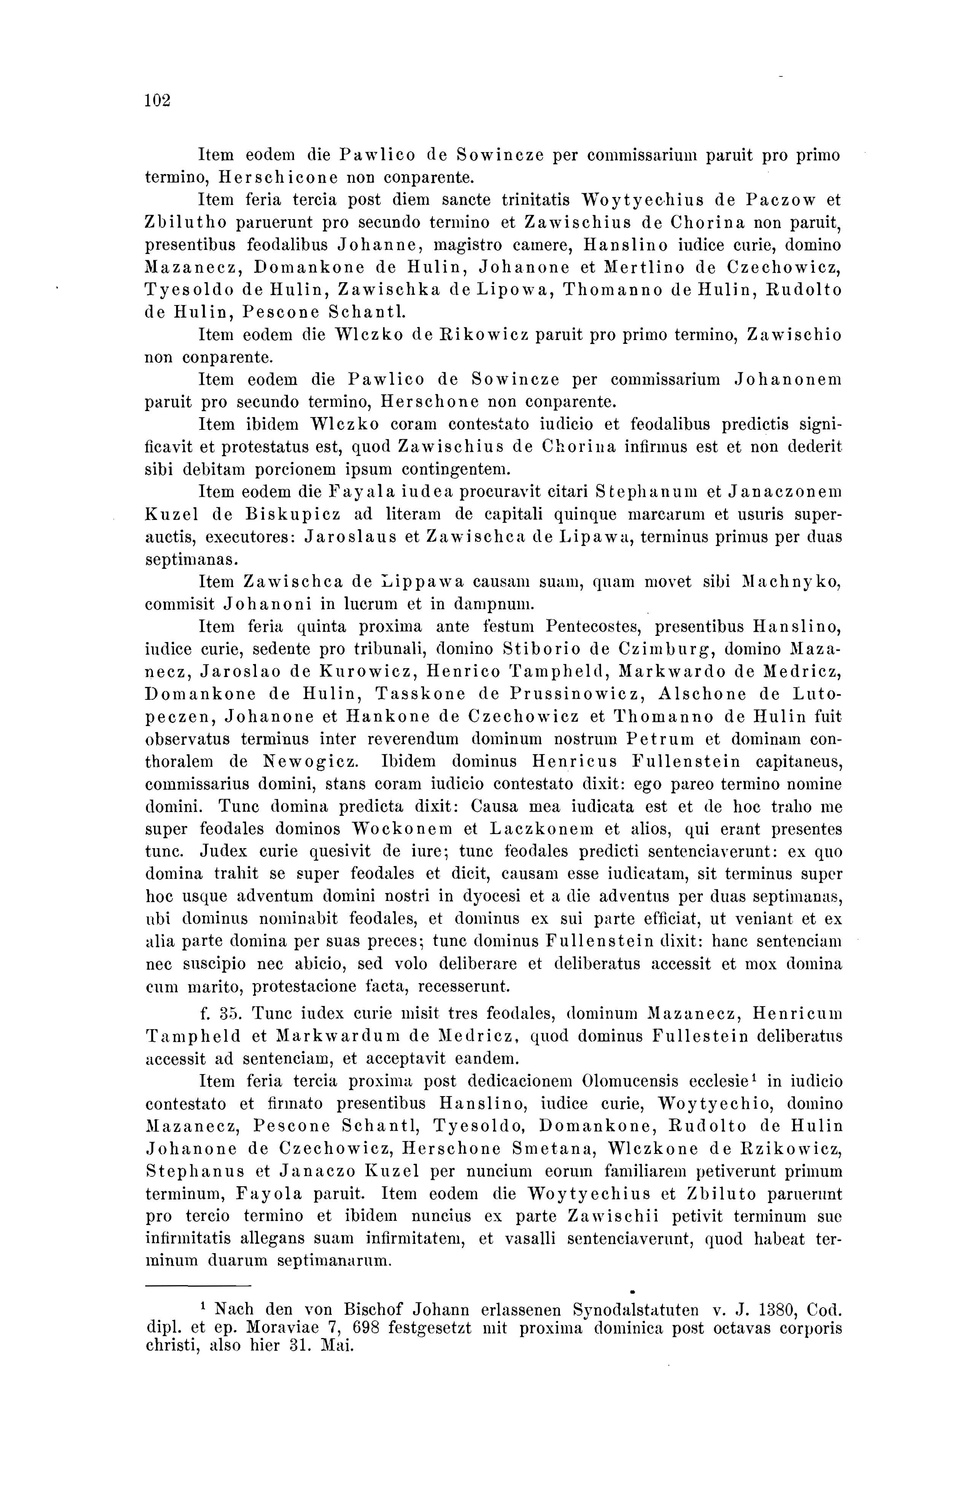 102
Item eodem die Pawlico de Sowincze per commissarium paruit pro primo
termino, Herschicone non conparente.
Item feria tercia post diem sancte trinitatis Woytyechius de Paczow et
Zbilutho paruerunt pro secundo termino et Zawischius de Chorina non paruit,
presentibus feodalibus Johanne, magistro camere, Hanslino iudice curie, domino
Mazanecz, Domankone de Hulin, Johanone et Mertlino de Czechowicz,
Tyesoldo de Hulin, Zawischka de Lipowa, Thomanno de Hulin, Rudolto
de Hulin, Pescone Schantl.
Item eodem die Wlczko de Rikowicz paruit pro primo termino, Zawischio
non conparente.
Item eodem die Pawlico de Sowincze per commissarium Johanonem
paruit pro secundo termino, Herschone non conparente.
Item ibidem Wlczko coram contestato iudicio et feodalibus predictis signi-
ficavit et protestatus est, quod Zawischius de Chorina infirmus est et non dederit
sibi debitam porcionem ipsum contingentem.
Item eodem die Fayala iudea procuravit citari Stephanum et Janaczonem
Kuzel de Biskupicz ad literam de capitali quinque marcarum et usuris super-
auctis, executores: Jaroslaus et Zawischca de Lipawa, terminus primus per duas
septimanas.
Item Zawischca de Lippawa causam suam, quam movet sibi Machnyko,
commisit Johanoni in lucrum et in dampnum.
Item feria quinta proxima ante festum Pentecostes, presentibus Hanslino,
iudice curie, sedente pro tribunali, domino Stiborio de Czimburg, domino Maza-
necz, Jaroslao de Kurowicz, Henrico Tampheld, Markwardo de Medricz,
Domankone de Hulin, Tasskone de Prussinowicz, Alschone de Luto-
peczen, Johanone et Hankone de Czechowicz et Thomanno de Hulin fuit
observatus terminus inter reverendum dominum nostrum Petrum et dominam con-
thoralem de Newogicz. Ibidem dominus Henricus Fullenstein capitaneus,
commissarius domini, stans coram iudicio contestato dixit: ego pareo termino nomine
domini. Tunc domina predicta dixit: Causa mea iudicata est et de hoc traho me
super feodales dominos Wockonem et Laczkonem et alios, qui erant presentes
tunc. Judex curie quesivit de iure; tunc feodales predicti sentenciaverunt: ex quo
domina trahit se super feodales et dicit, causam esse iudicatam, sit terminus super
hoc usque adventum domini nostri in dyocesi et a die adventus per duas septimanas,
ubi dominus nominabit feodales, et dominus ex sui parte efficiat, ut veniant et ex
alia parte domina per suas preces; tunc dominus Fullenstein dixit: hanc sentenciam
nec suscipio nec abicio, sed volo deliberare et deliberatus accessit et mox domina
cum marito, protestacione facta, recesserunt.
f. 35. Tunc iudex curie misit tres feodales, dominum Mazanecz, Henricum
Tampheld et Markwardum de Medricz, quod dominus Fullestein deliberatus
accessit ad sentenciam, et acceptavit eandem.
Item feria tercia proxima post dedicacionem Olomucensis ecclesie¹ in iudicio
contestato et firmato presentibus Hanslino, iudice curie, Woytyechio, domino
Mazanecz, Pescone Schantl, Tyesoldo, Domankone, Rudolto de Hulin
Johanone de Czechowicz, Herschone Smetana, Wlczkone de Rzikowicz,
Stephanus et Janaczo Kuzel per nuncium eorum familiarem petiverunt primum
terminum, Fayola paruit. Item eodem die Woytyechius et Zbiluto paruerunt
pro tercio termino et ibidem nuncius ex parte Zawischii petivit terminum sue
infirmitatis allegans suam infirmitatem, et vasalli sentenciaverunt, quod habeat ter-
minum duarum septimanarum.
¹ Nach den von Bischof Johann erlassenen Synodalstatuten v. J. 1380, Cod.
dipl. et ep. Moraviae 7, 698 festgesetzt mit proxima dominica post octavas corporis
christi, also hier 31. Mai.